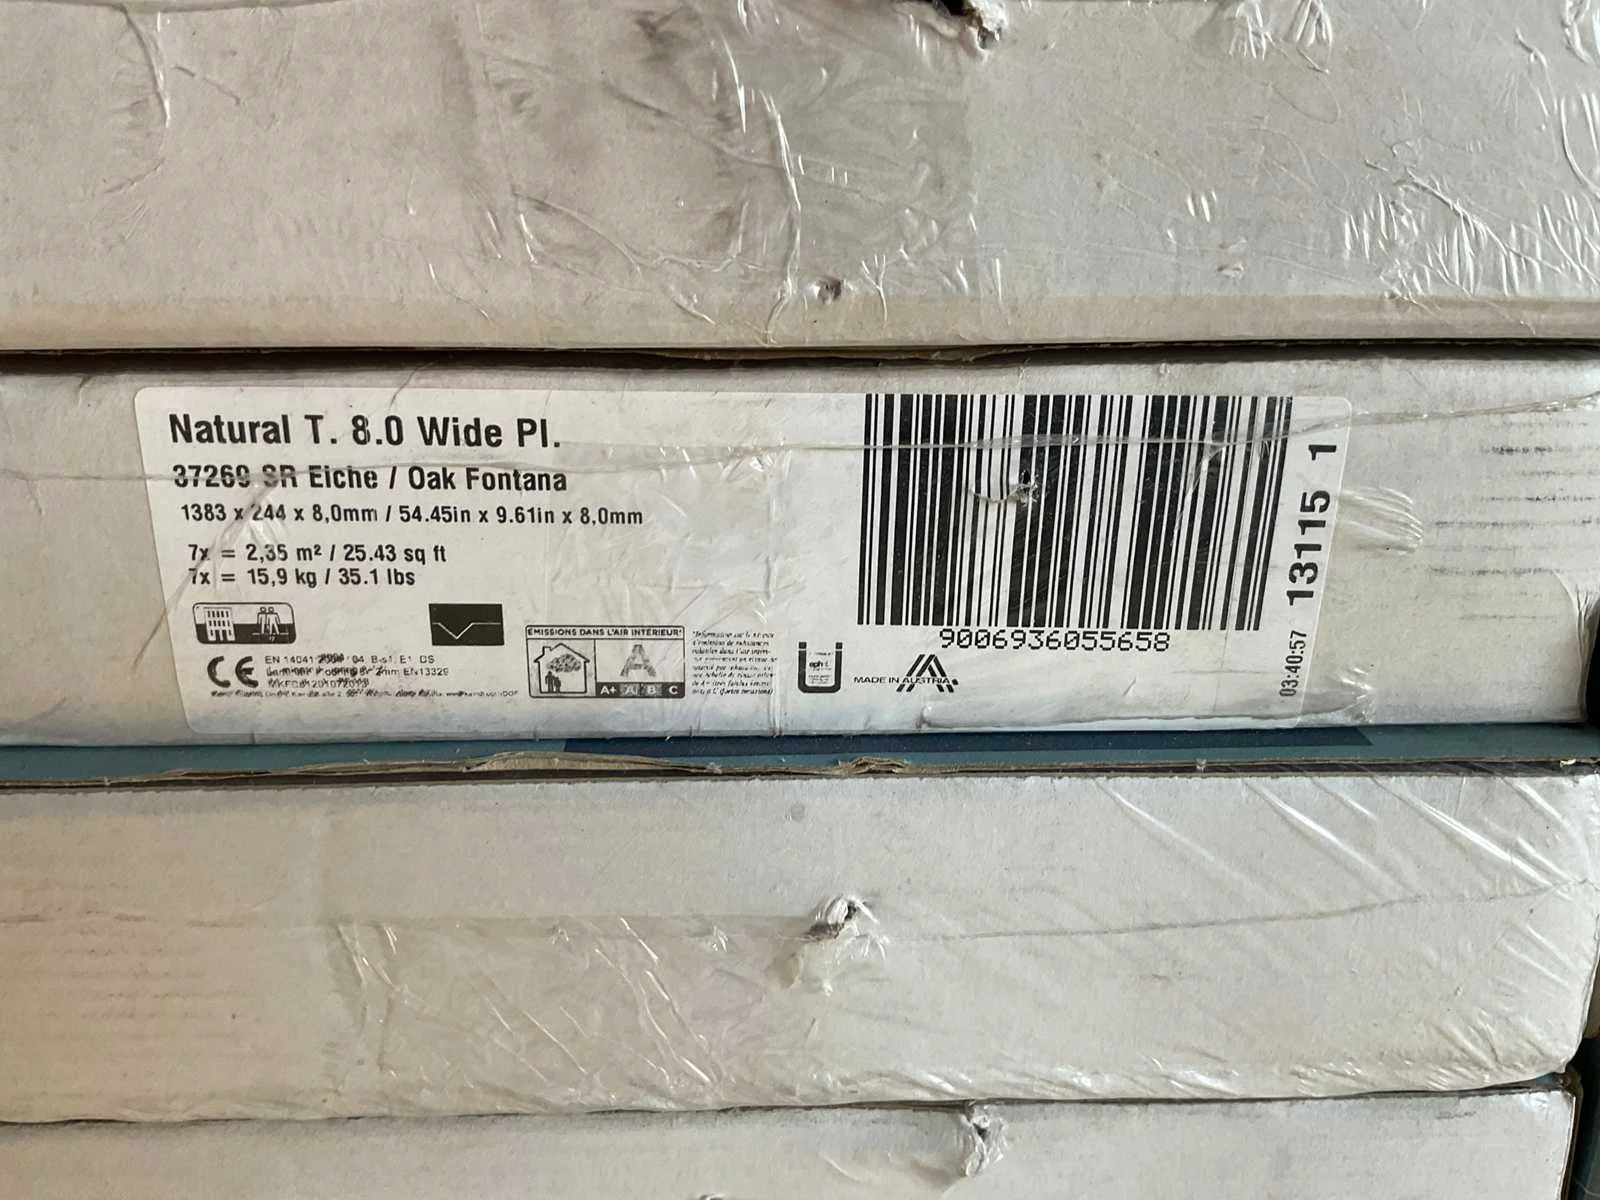 Natural T. 8.0 Wide Pl.
37269 SR Eiche / Oak Fontana
1383 x 244 x 8,0mm / 54.45in x 9.61in x 8,0mm
7x = 2,35 m² / 25.43 sq ft
7x = 15,9 kg / 35.1 lbs
CE
EN 14041
EN13329
ÉMISSIONS DANS L'AIR INTÉRIEUR*
A
A+ A B C
MADE IN AUSTRIA
9006936055658
13115 1
03:40:57